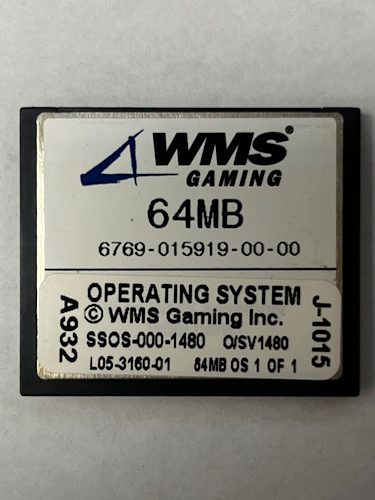 WMS®
GAMING
64MB
6769-015919-00-00
OPERATING SYSTEM
© WMS Gaming Inc.
SSOS-000-1480 O/SV1480
L05-3160-01 64MB OS 1 OF 1
A932
J-1015